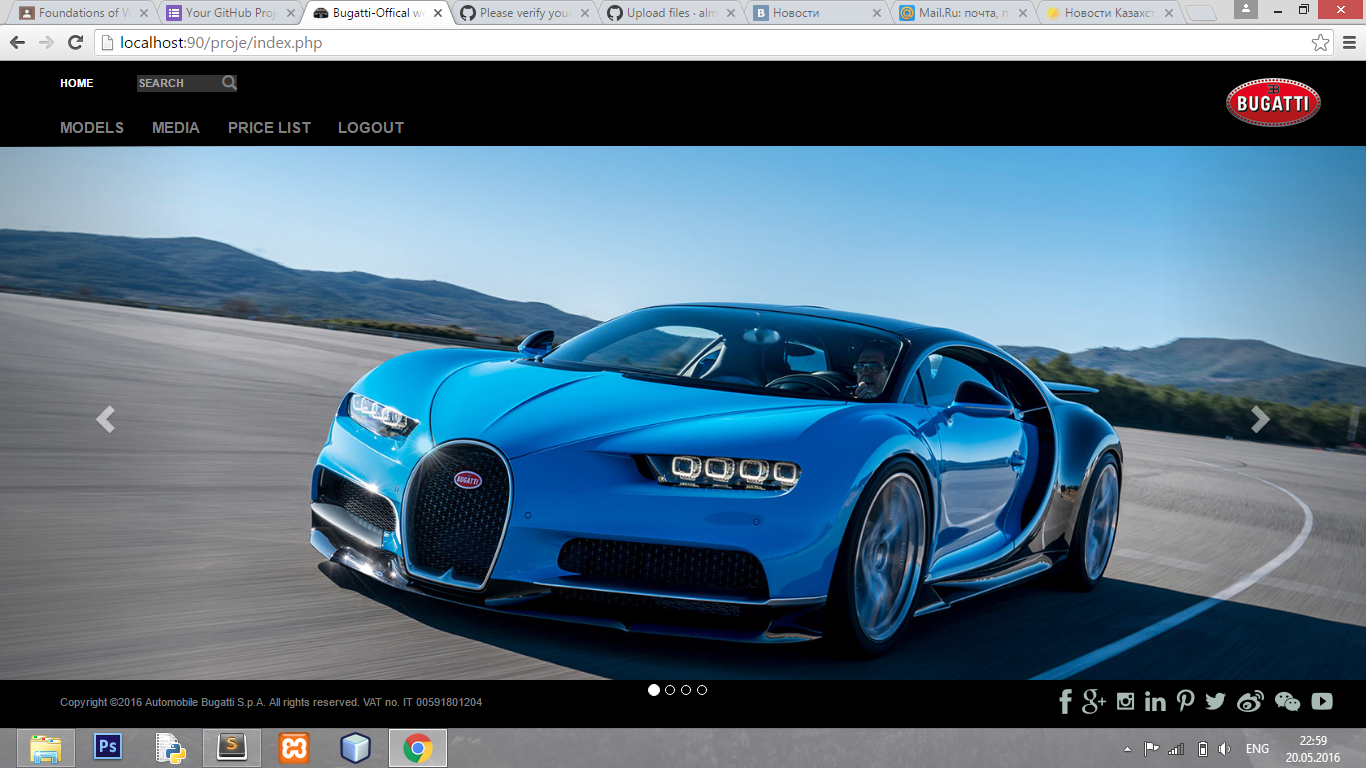 Foundations of W
Your GitHub Proj
Bugatti-Offical we
Please verify your
Upload files · alm
Новости
Mail.Ru: почта, п
Новости Казахст
localhost:90/proje/index.php
HOME
SEARCH
BUGATTI
MODELS
MEDIA
PRICE LIST
LOGOUT
BUGATTI
Copyright ©2016 Automobile Bugatti S.p.A. All rights reserved. VAT no. IT 00591801204
Ps
S
ENG
22:59
20.05.2016